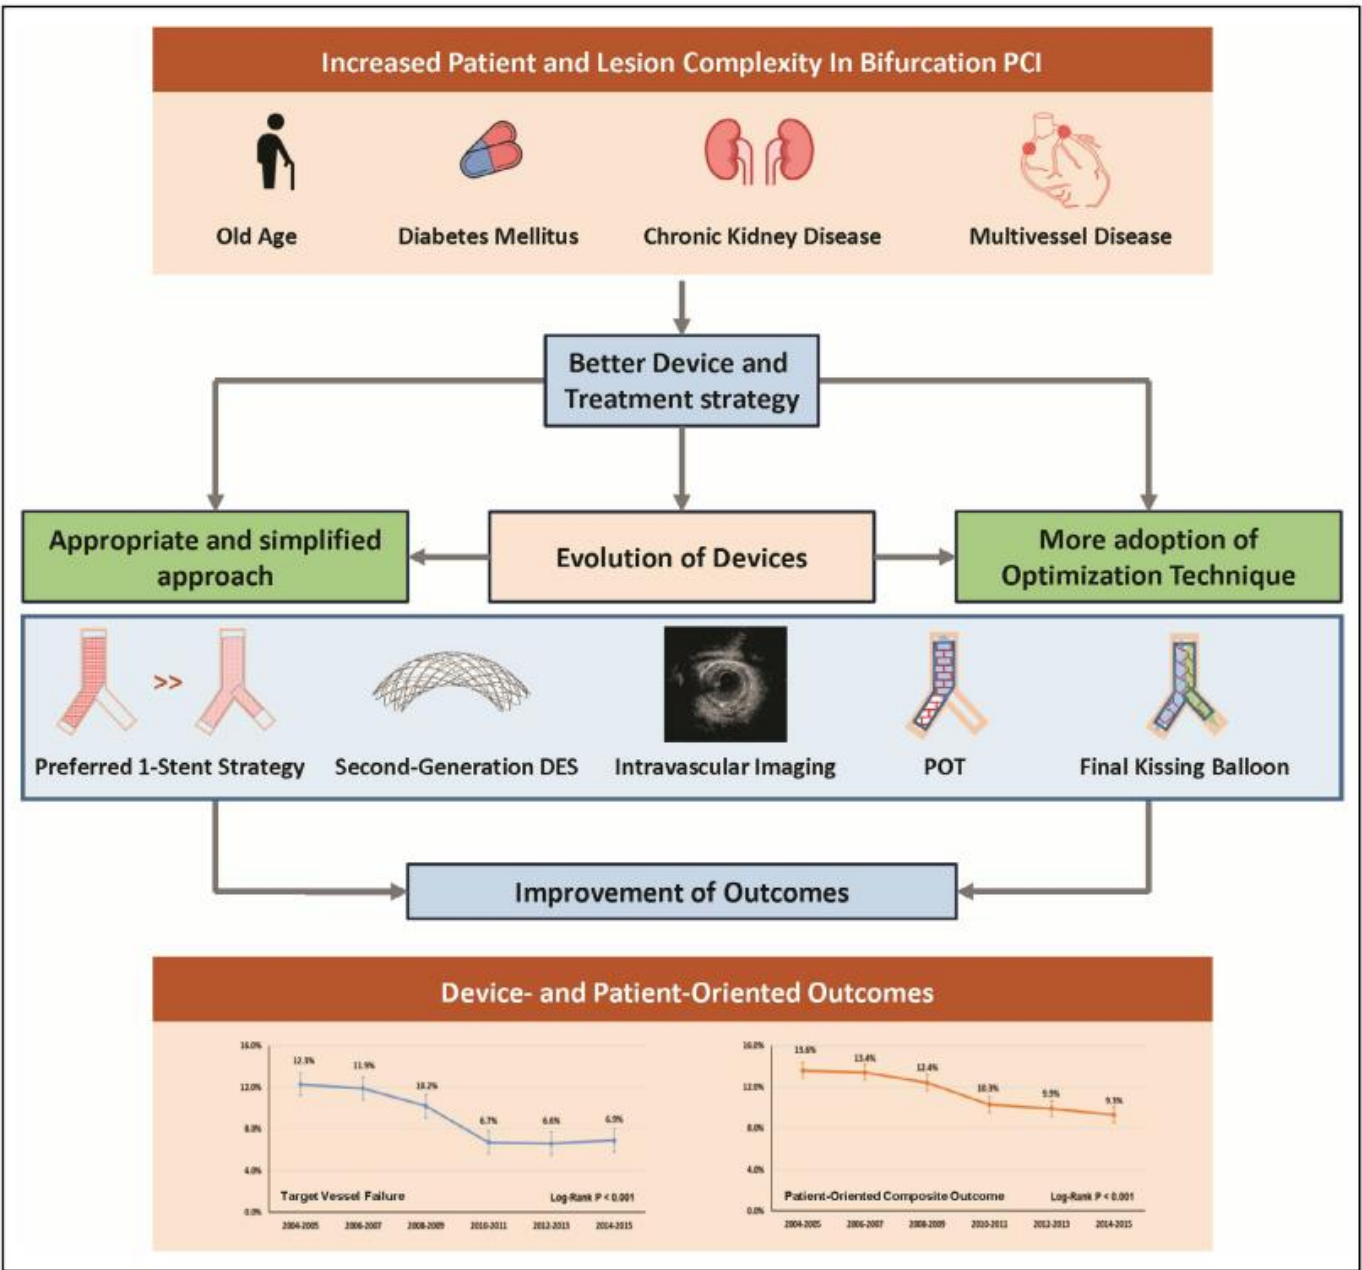 Increased Patient and Lesion Complexity In Bifurcation PCI
Old Age
Diabetes Mellitus
Chronic Kidney Disease
Multivessel Disease
Better Device and
Treatment strategy
Appropriate and simplified
approach
Evolution of Devices
More adoption of
Optimization Technique
>>
Preferred 1-Stent Strategy
Second-Generation DES
Intravascular Imaging
POT
Final Kissing Balloon
Improvement of Outcomes
Device- and Patient-Oriented Outcomes
16.0%
12.0%
8.0%
4.0%
0.0%
12.3%
11.9%
10.2%
6.7%
6.6%
6.9%
Target Vessel Failure
Log-Rank P < 0.001
2004-2005
2006-2007
2008-2009
2010-2011
2012-2013
2014-2015
16.0%
12.0%
8.0%
4.0%
0.0%
13.6%
13.4%
12.4%
10.3%
9.9%
9.3%
Patient-Oriented Composite Outcome
Log-Rank P < 0.001
2004-2005
2006-2007
2008-2009
2010-2011
2012-2013
2014-2015